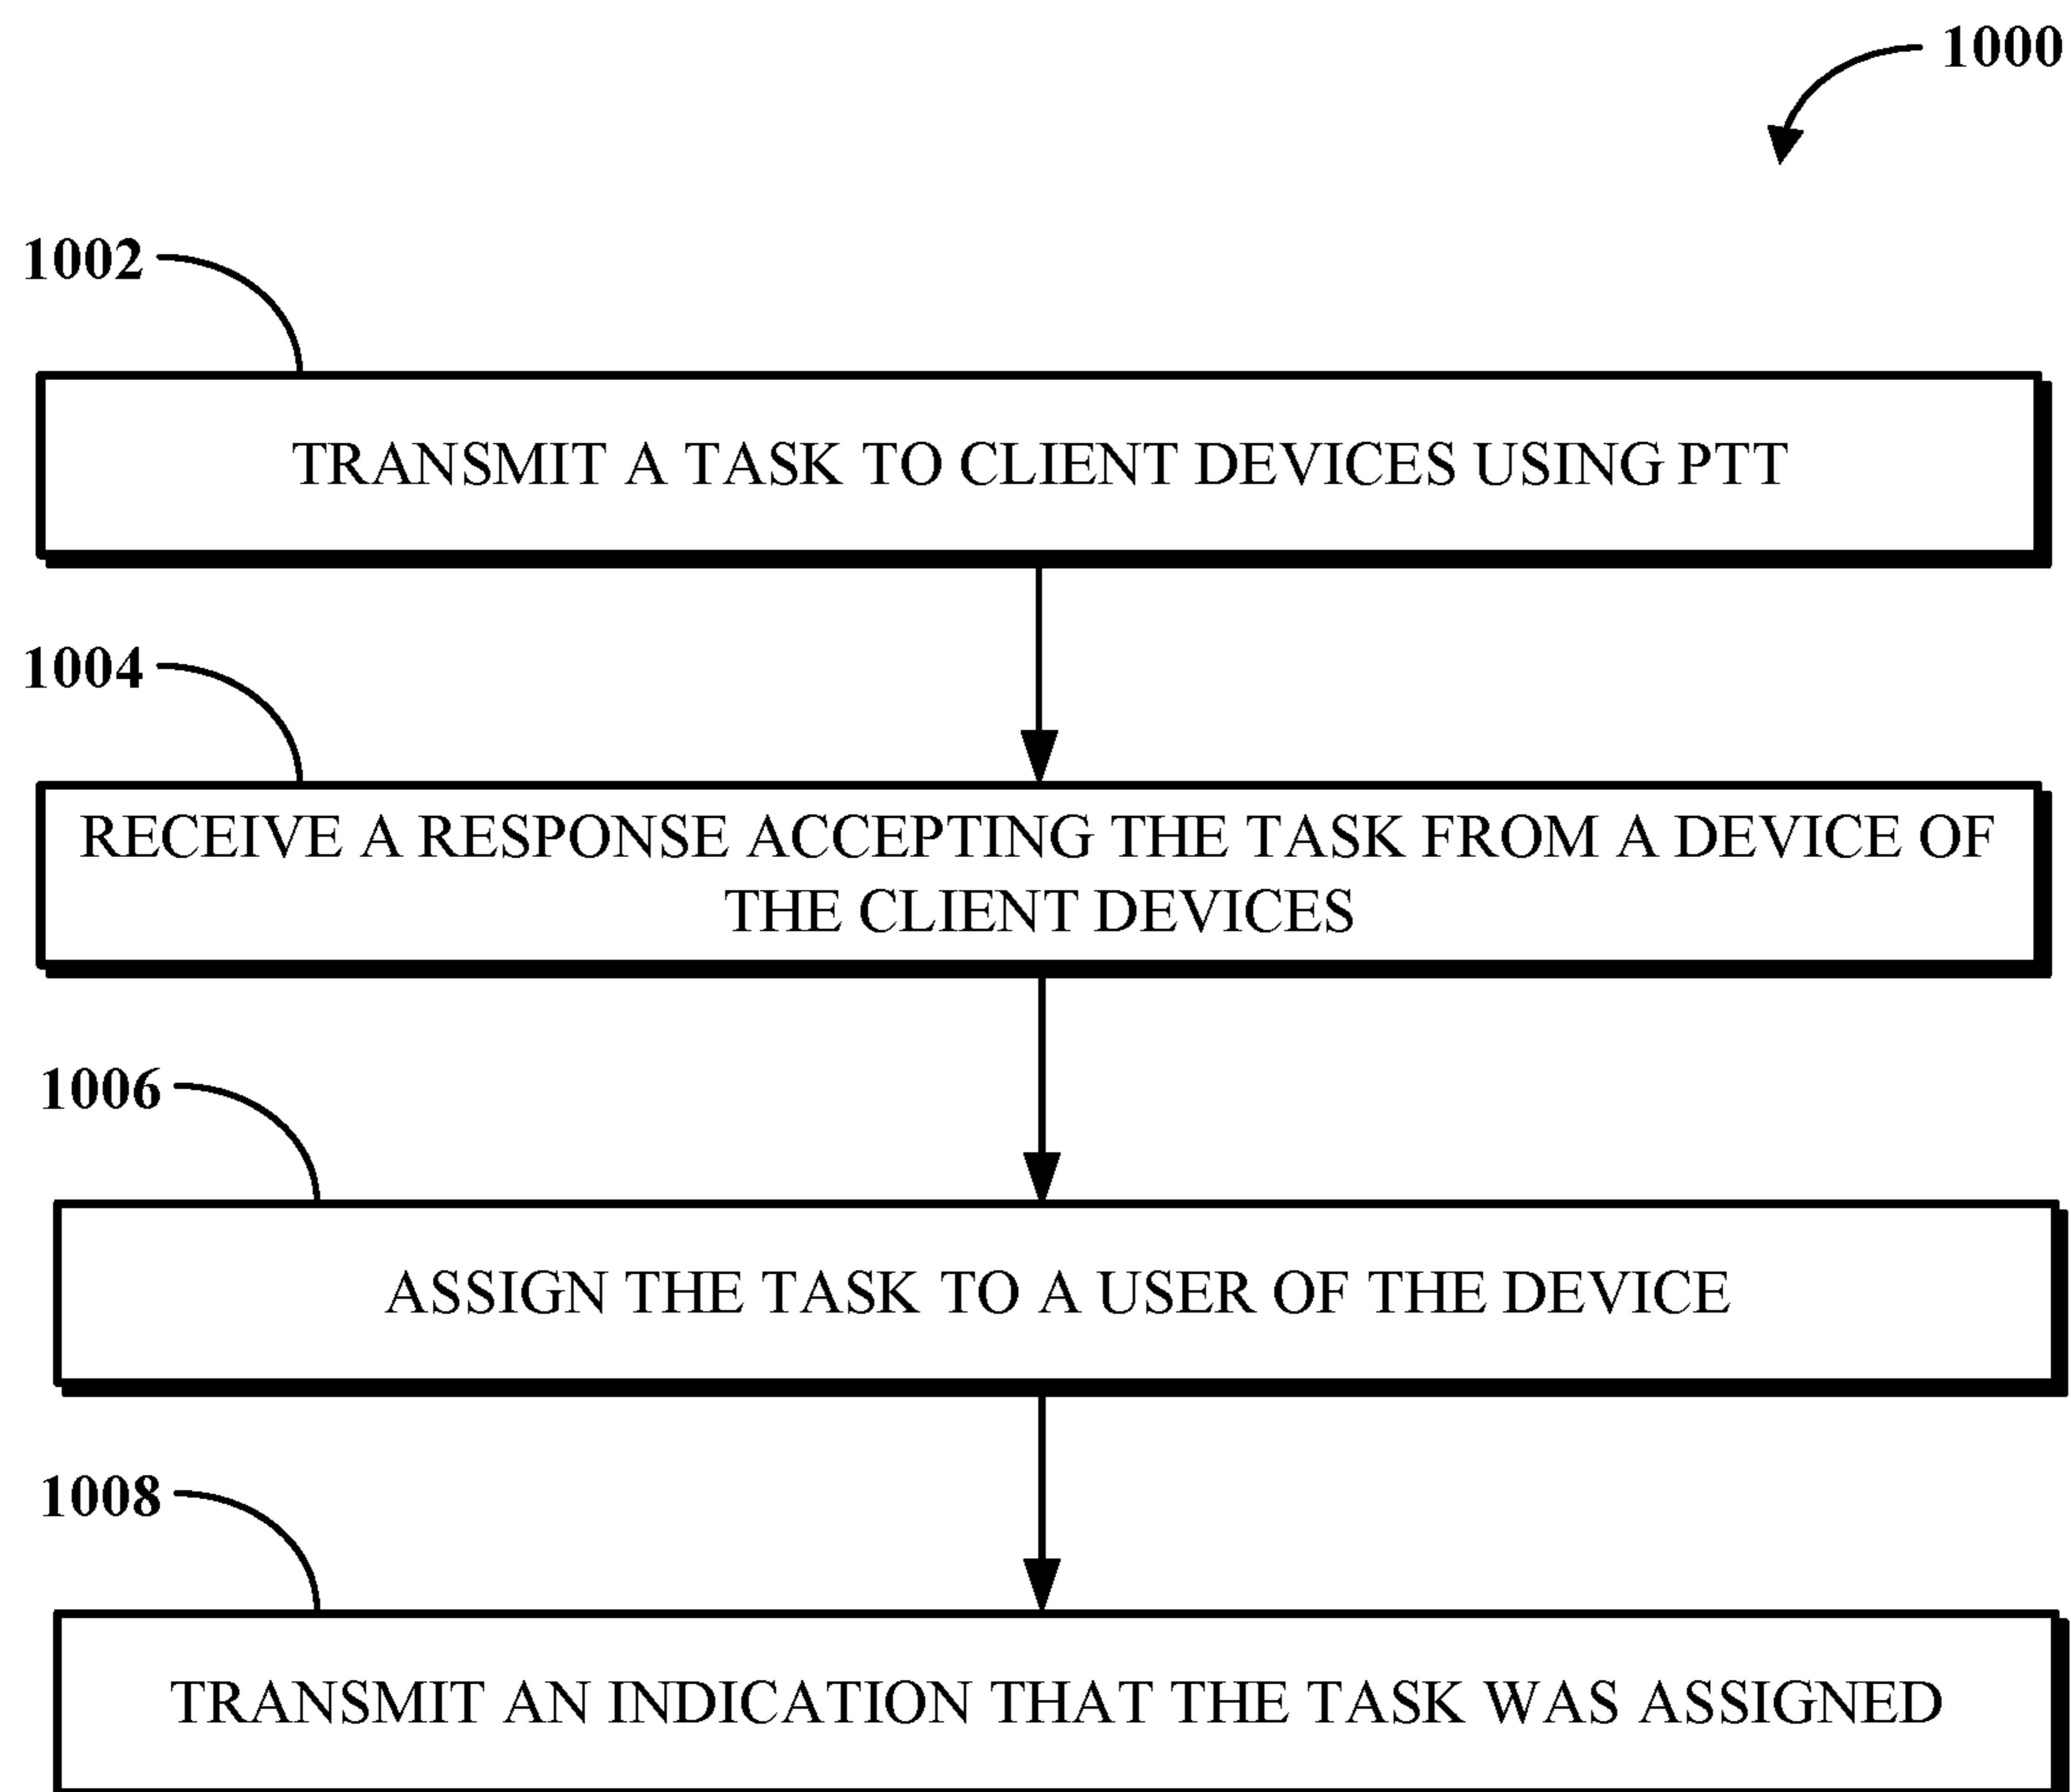 1000
1002
TRANSMIT A TASK TO CLIENT DEVICES USING PTT
1004
RECEIVE A RESPONSE ACCEPTING THE TASK FROM A DEVICE OF
THE CLIENT DEVICES
1006
ASSIGN THE TASK TO A USER OF THE DEVICE
1008
TRANSMIT AN INDICATION THAT THE TASK WAS ASSIGNED